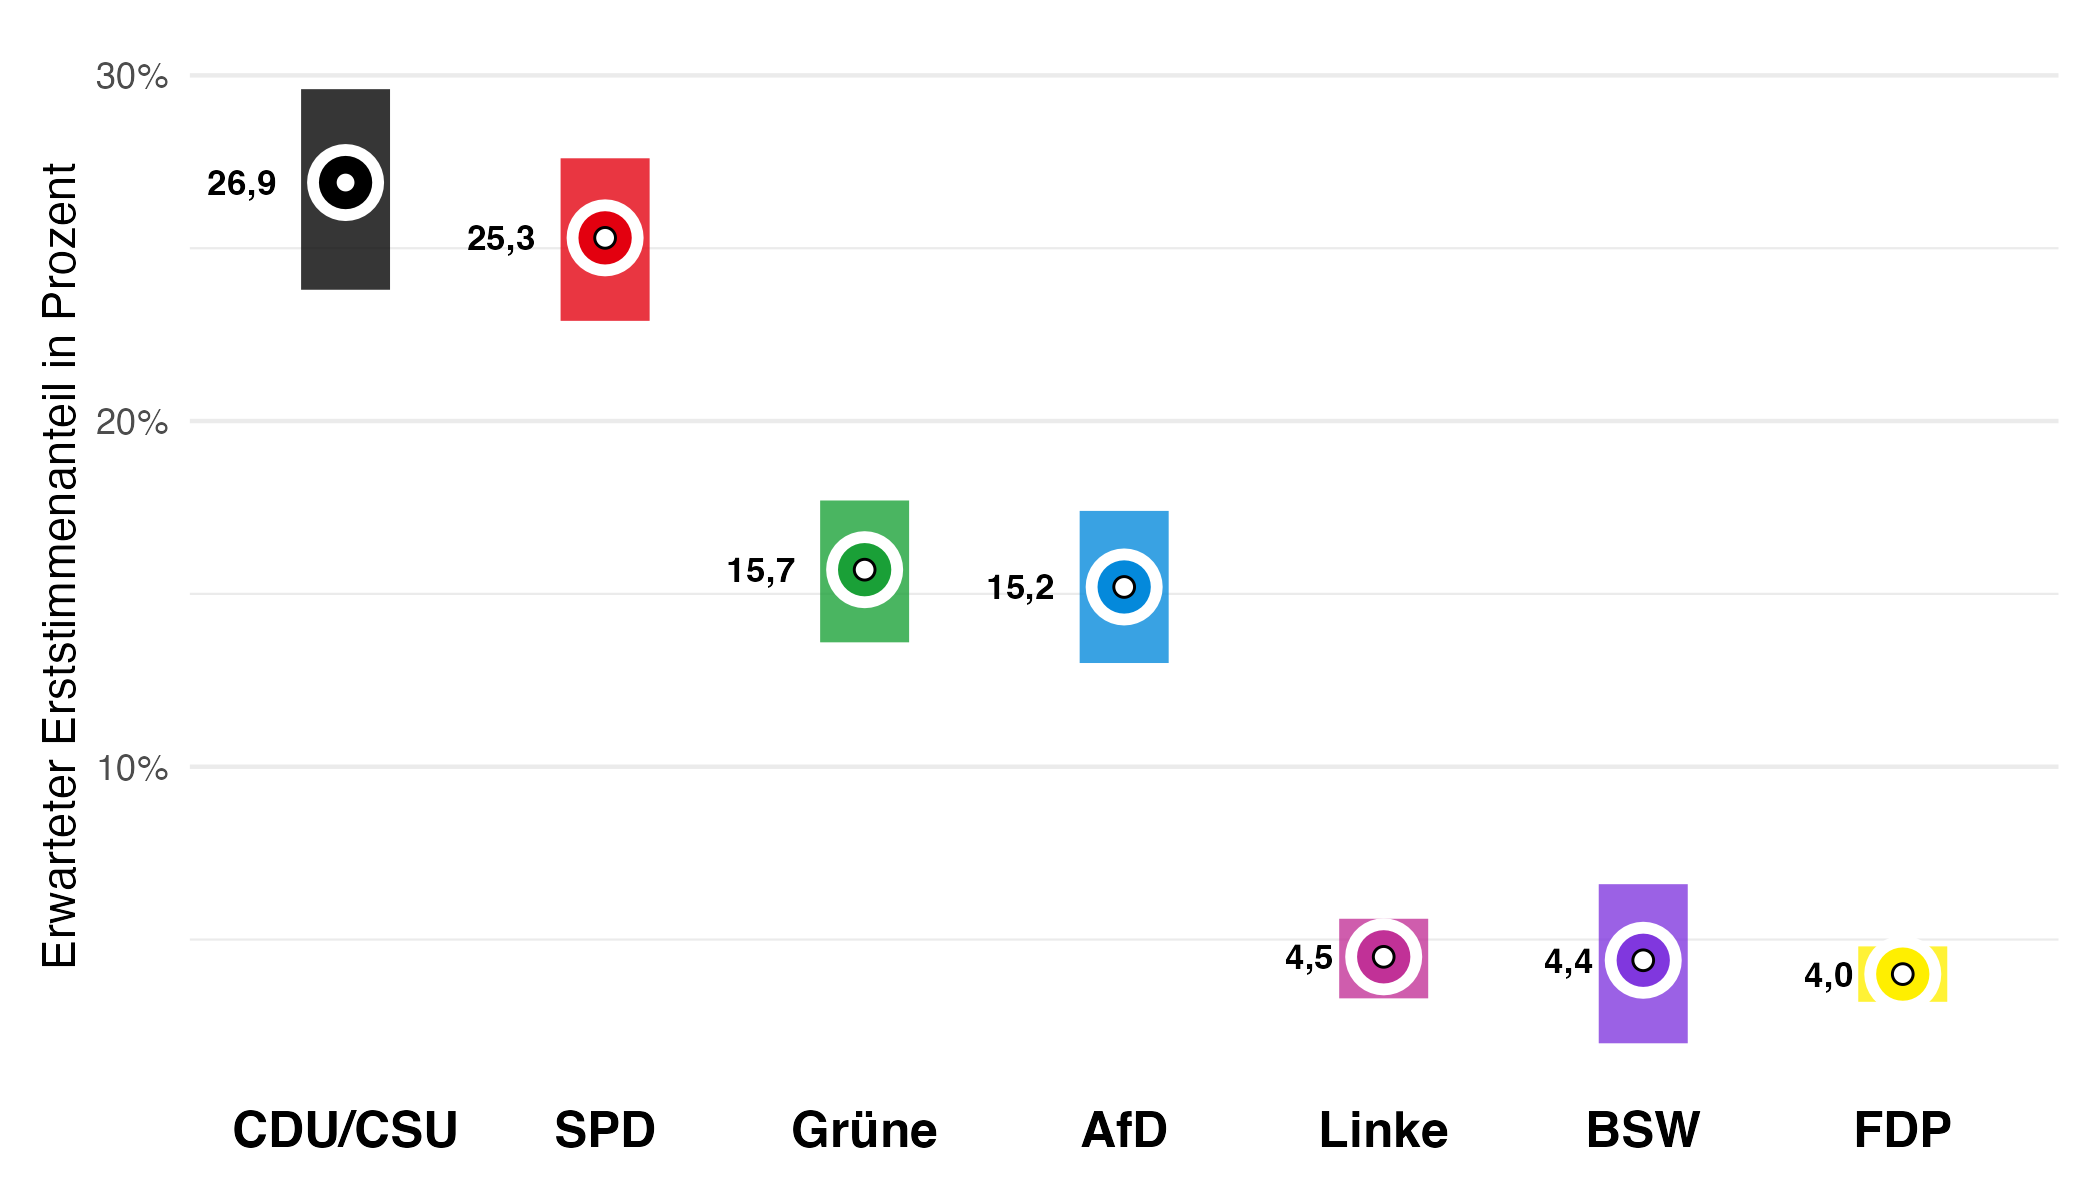 Erwarteter Erststimmenanteil in Prozent
30%
20%
10%
26,9
25,3
15,7
15,2
4,5
4,4
4,0
CDU/CSU
SPD
Grüne
AfD
Linke
BSW
FDP